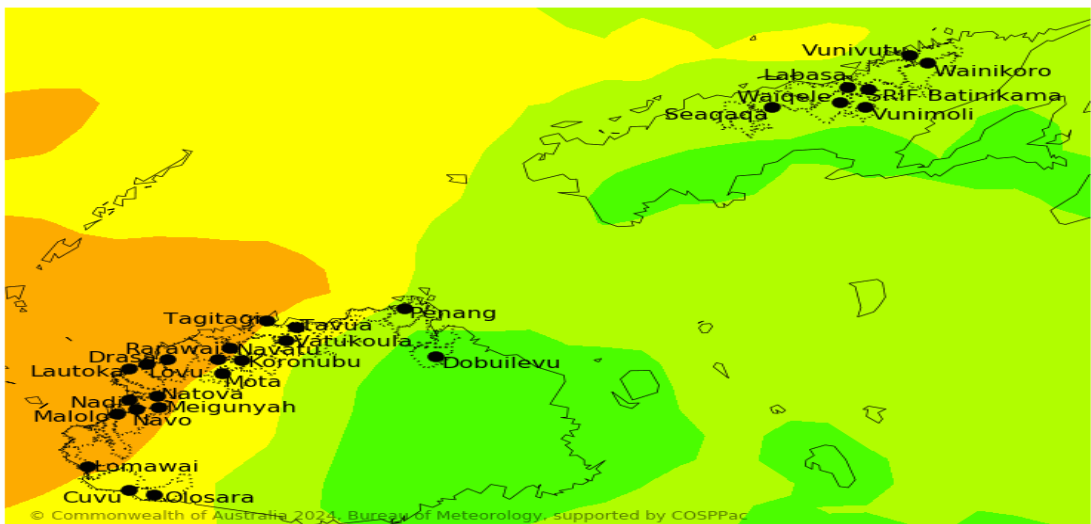 Vunivutu
Wainikoro
Labasa
SRIF Batinikama
Waiqele
Seaqaqa
Vunimoli
Penang
Tagitagi
Tavua
Vatukoula
Rarawai
Navatu
Drasa
Koronubu
Dobuilevu
Lautoka
Lovu
Mota
Natova
Nadi
Meigunyah
Malolo
Navo
Lomawai
Cuvu
Olosara
© Commonwealth of Australia 2024, Bureau of Meteorology, supported by COSPPac